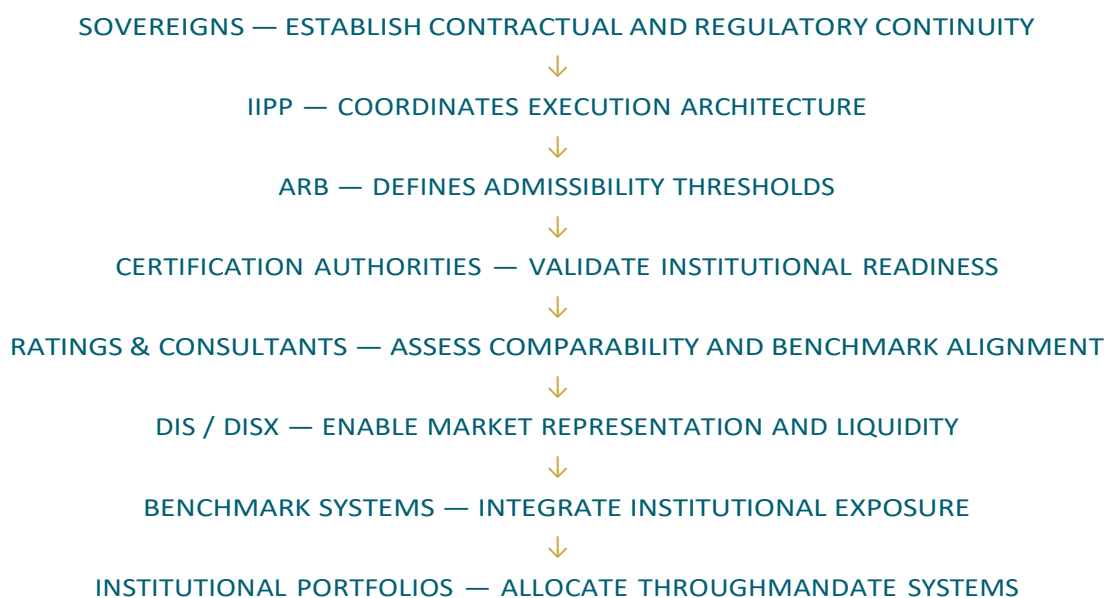 SOVEREIGNS — ESTABLISH CONTRACTUAL AND REGULATORY CONTINUITY
↓
IIPP — COORDINATES EXECUTION ARCHITECTURE
↓
ARB — DEFINES ADMISSIBILITY THRESHOLDS
↓
CERTIFICATION AUTHORITIES — VALIDATE INSTITUTIONAL READINESS
↓
RATINGS & CONSULTANTS — ASSESS COMPARABILITY AND BENCHMARK ALIGNMENT
↓
DIS / DISX — ENABLE MARKET REPRESENTATION AND LIQUIDITY
↓
BENCHMARK SYSTEMS — INTEGRATE INSTITUTIONAL EXPOSURE
↓
INSTITUTIONAL PORTFOLIOS — ALLOCATE THROUGHMANDATE SYSTEMS